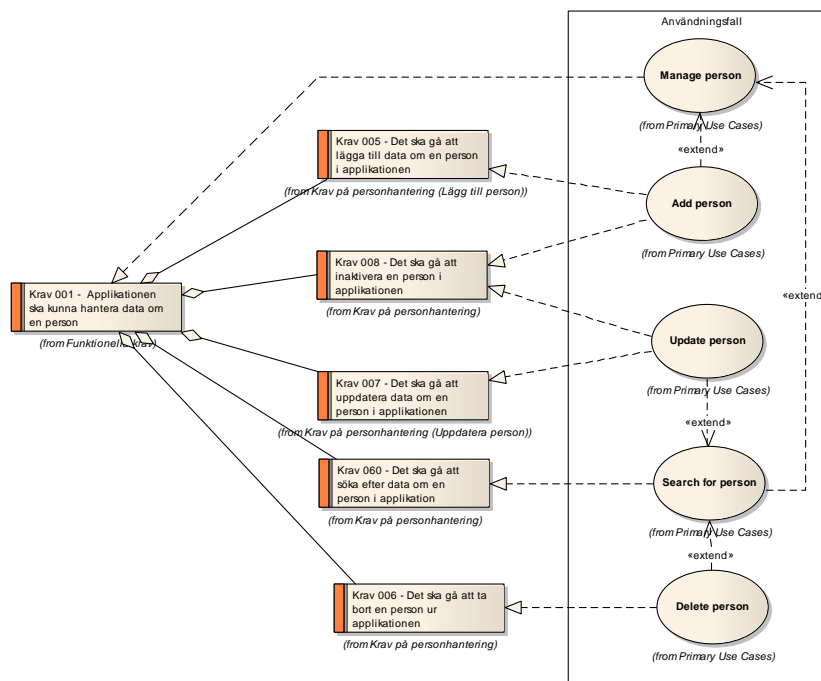 Användningsfall
Manage person
(from Primary Use Cases)
«extend»
Krav 005 - Det ska gå att
lägga till data om en person
i applikationen
(from Krav på personhantering (Lägg till person))
Add person
(from Primary Use Cases)
Krav 008 - Det ska gå att
inaktivera en person i
applikationen
(from Krav på personhantering)
Krav 001 - Applikationen
ska kunna hantera data om
en person
(from Funktionella krav)
«extend»
Update person
(from Primary Use Cases)
Krav 007 - Det ska gå att
uppdatera data om en
person i applikationen
(from Krav på personhantering (Uppdatera person))
«extend»
Krav 060 - Det ska gå att
söka efter data om en
person i applikation
(from Krav på personhantering)
Search for person
(from Primary Use Cases)
«extend»
Krav 006 - Det ska gå att ta
bort en person ur
applikationen
(from Krav på personhantering)
Delete person
(from Primary Use Cases)